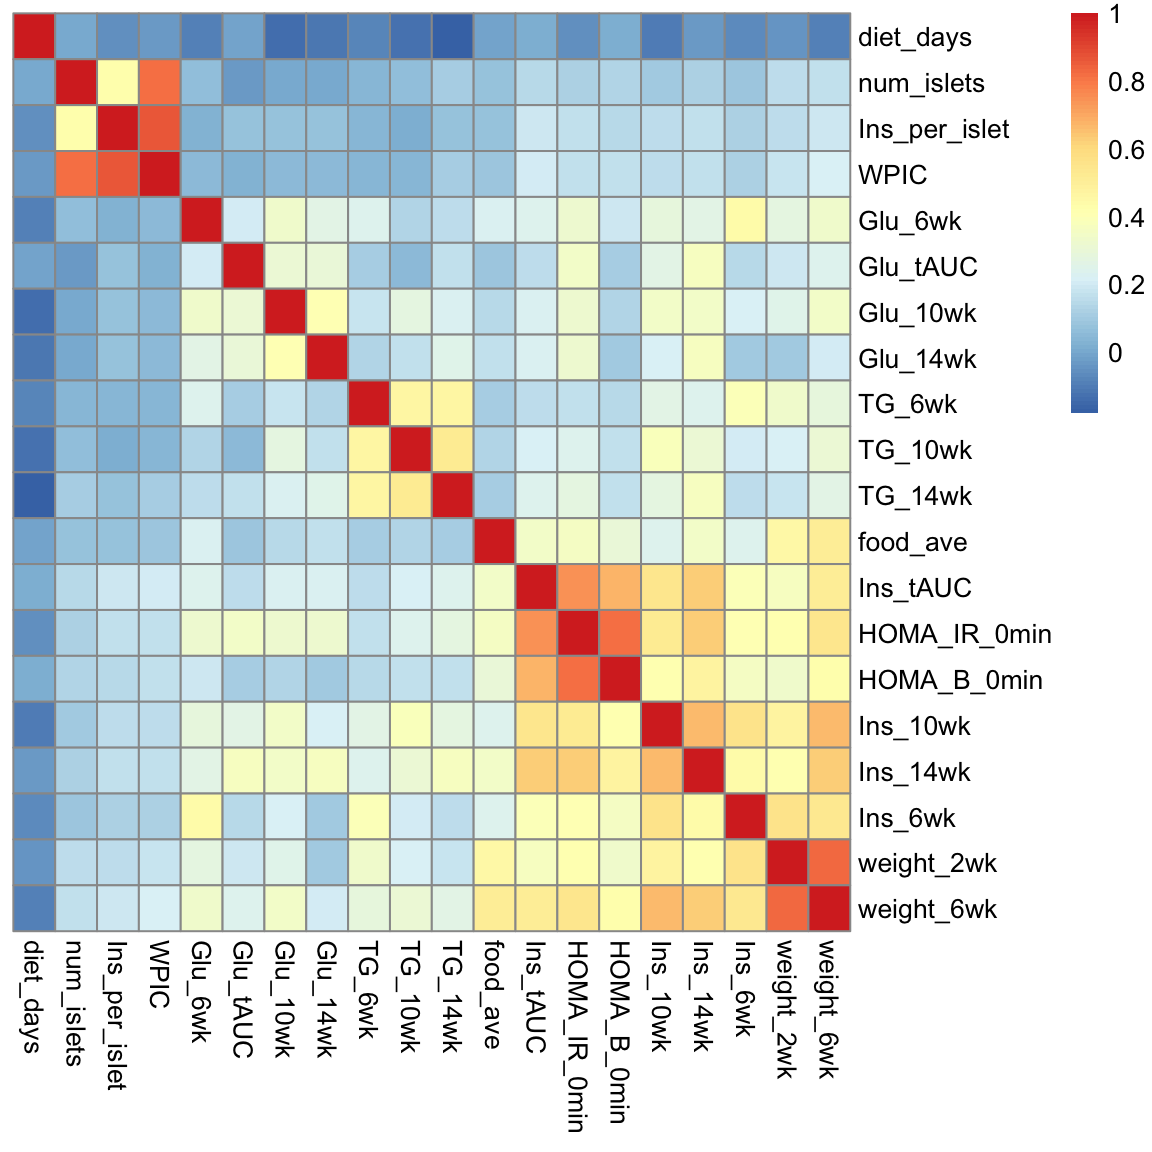 diet_days
num_islets
Ins_per_islet
WPIC
Glu_6wk
Glu_tAUC
Glu_10wk
Glu_14wk
TG_6wk
TG_10wk
TG_14wk
food_ave
Ins_tAUC
HOMA_IR_0min
HOMA_B_0min
Ins_10wk
Ins_14wk
Ins_6wk
weight_2wk
weight_6wk
1
0.8
0.6
0.4
0.2
0
diet_days
num_islets
Ins_per_islet
WPIC
Glu_6wk
Glu_tAUC
Glu_10wk
Glu_14wk
TG_6wk
TG_10wk
TG_14wk
food_ave
Ins_tAUC
HOMA_IR_0min
HOMA_B_0min
Ins_10wk
Ins_14wk
Ins_6wk
weight_2wk
weight_6wk